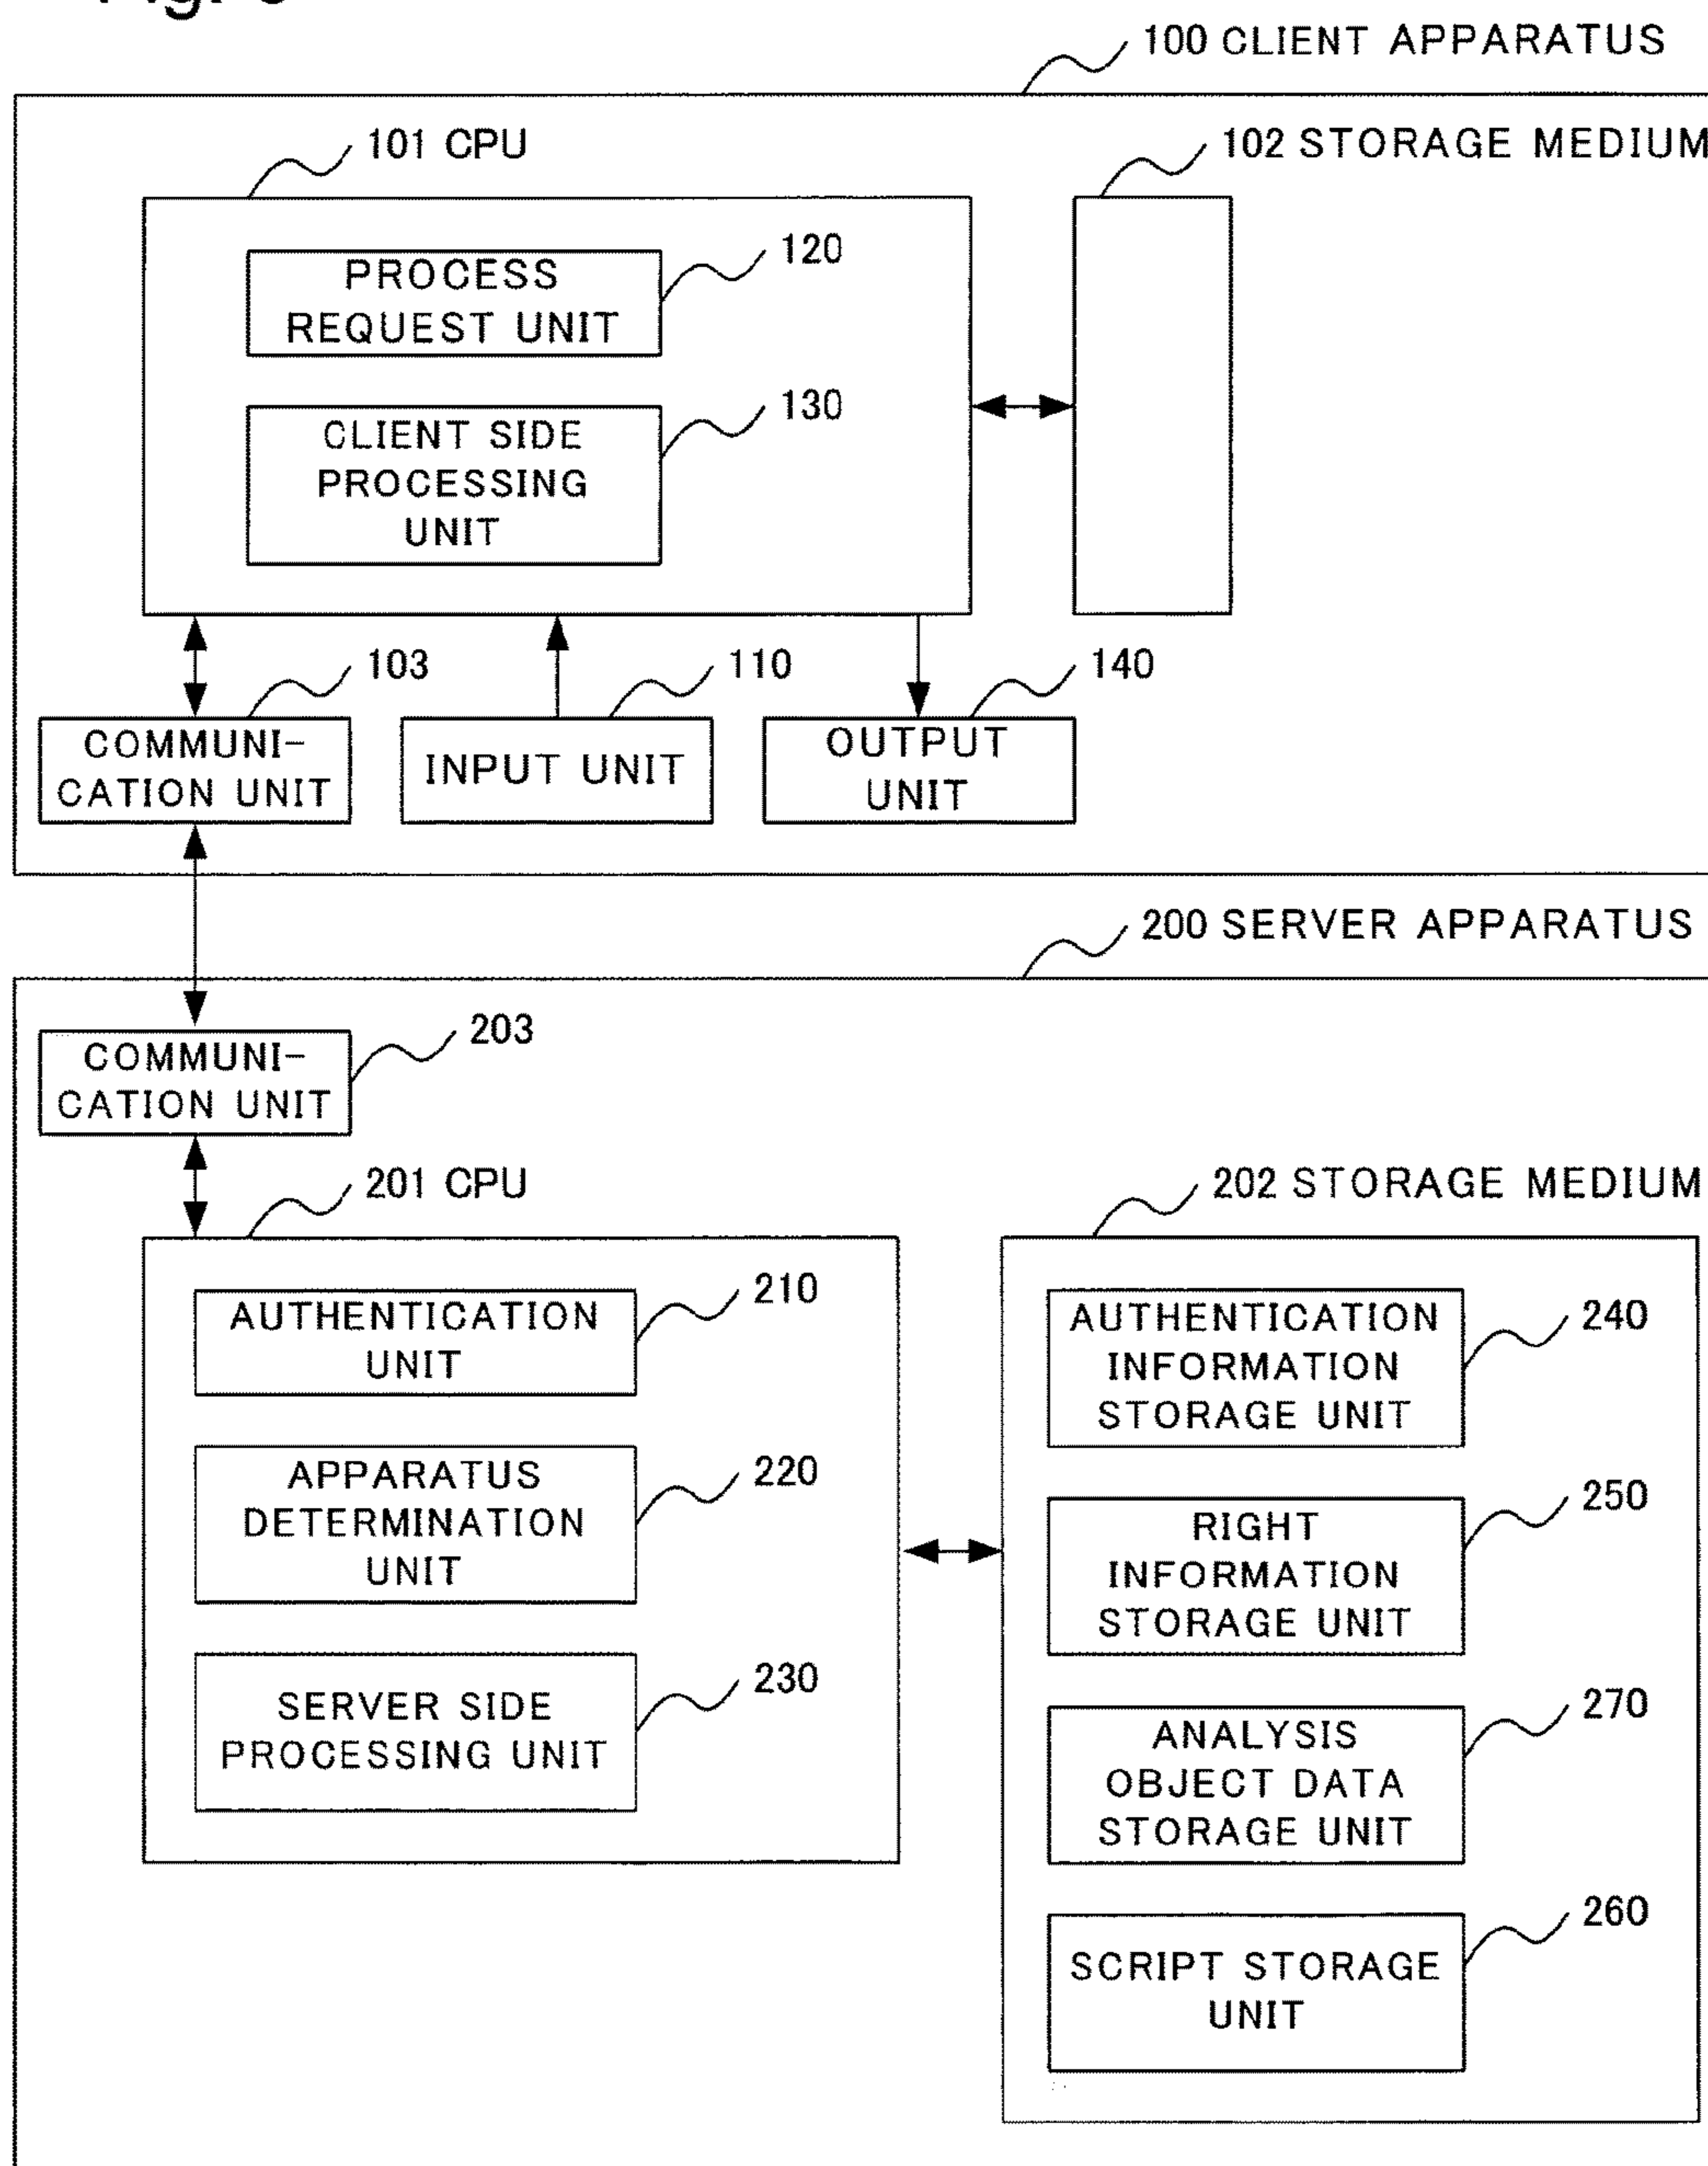 100 CLIENT APPARATUS
101 CPU
102 STORAGE MEDIUM
120
PROCESS
REQUEST UNIT
130
CLIENT SIDE
PROCESSING
UNIT
103
110
140
COMMUNI-
CATION UNIT
INPUT UNIT
OUTPUT
UNIT
200 SERVER APPARATUS
203
COMMUNI-
CATION UNIT
201 CPU
202 STORAGE MEDIUM
210
AUTHENTICATION
UNIT
220
APPARATUS
DETERMINATION
UNIT
230
SERVER SIDE
PROCESSING UNIT
240
AUTHENTICATION
INFORMATION
STORAGE UNIT
250
RIGHT
INFORMATION
STORAGE UNIT
270
ANALYSIS
OBJECT DATA
STORAGE UNIT
260
SCRIPT STORAGE
UNIT